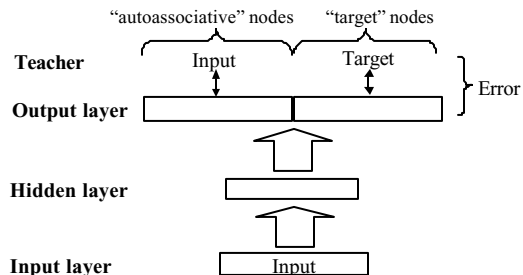 “autoassociative” nodes “target” nodes
Teacher Input Target
Error
Output layer
Hidden layer
Input layer Input